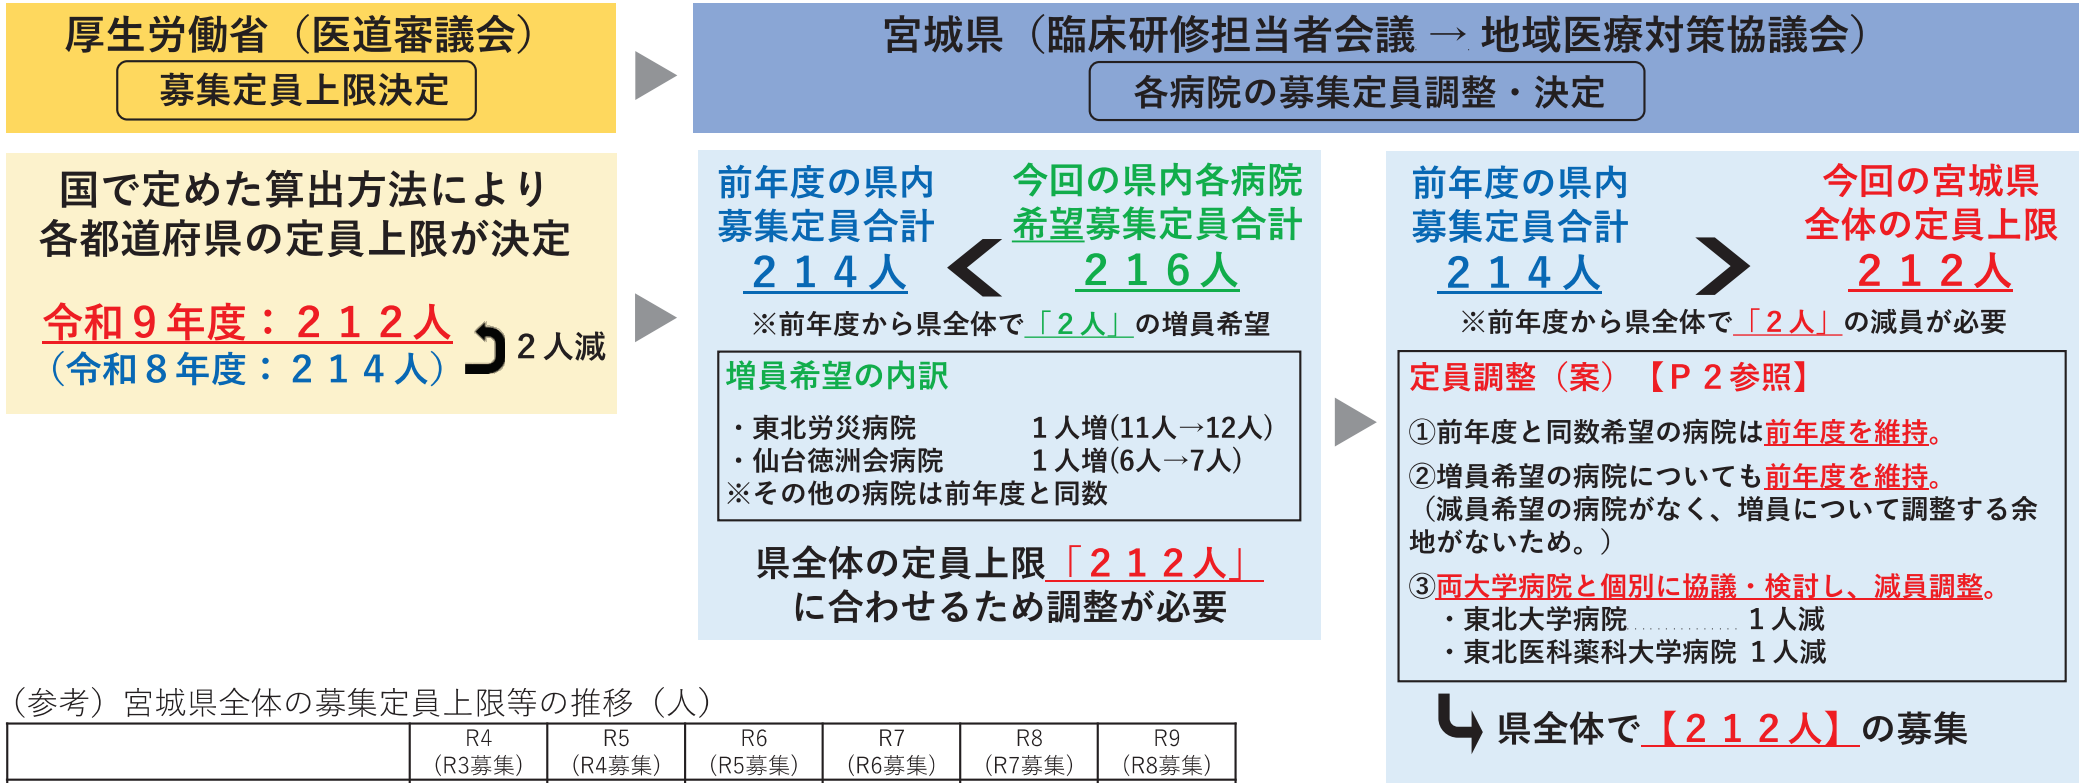 厚生労働省（医道審議会）
募集定員上限決定
宮城県（臨床研修担当者会議 → 地域医療対策協議会）
各病院の募集定員調整・決定
国で定めた算出方法により
各都道府県の定員上限が決定
令和９年度：２１２人
（令和８年度：２１４人）
２人減
前年度の県内
募集定員合計
２１４人
＜
今回の県内各病院
希望募集定員合計
２１６人
※前年度から県全体で「２人」の増員希望
増員希望の内訳
・東北労災病院 １人増(11人→12人)
・仙台徳洲会病院 １人増(6人→7人)
※その他の病院は前年度と同数
県全体の定員上限「２１２人」
に合わせるため調整が必要
前年度の県内
募集定員合計
２１４人
＞
今回の宮城県
全体の定員上限
２１２人
※前年度から県全体で「２人」の減員が必要
定員調整（案）【Ｐ２参照】
①前年度と同数希望の病院は前年度を維持。
②増員希望の病院についても前年度を維持。
（減員希望の病院がなく、増員について調整する余
地がないため。）
③両大学病院と個別に協議・検討し、減員調整。
・東北大学病院............... １人減
・東北医科薬科大学病院 １人減
県全体で【２１２人】の募集
（参考）宮城県全体の募集定員上限等の推移（人）
R4 R5 R6 R7 R8 R9
（R3募集） （R4募集） （R5募集） （R6募集） （R7募集） （R8募集）